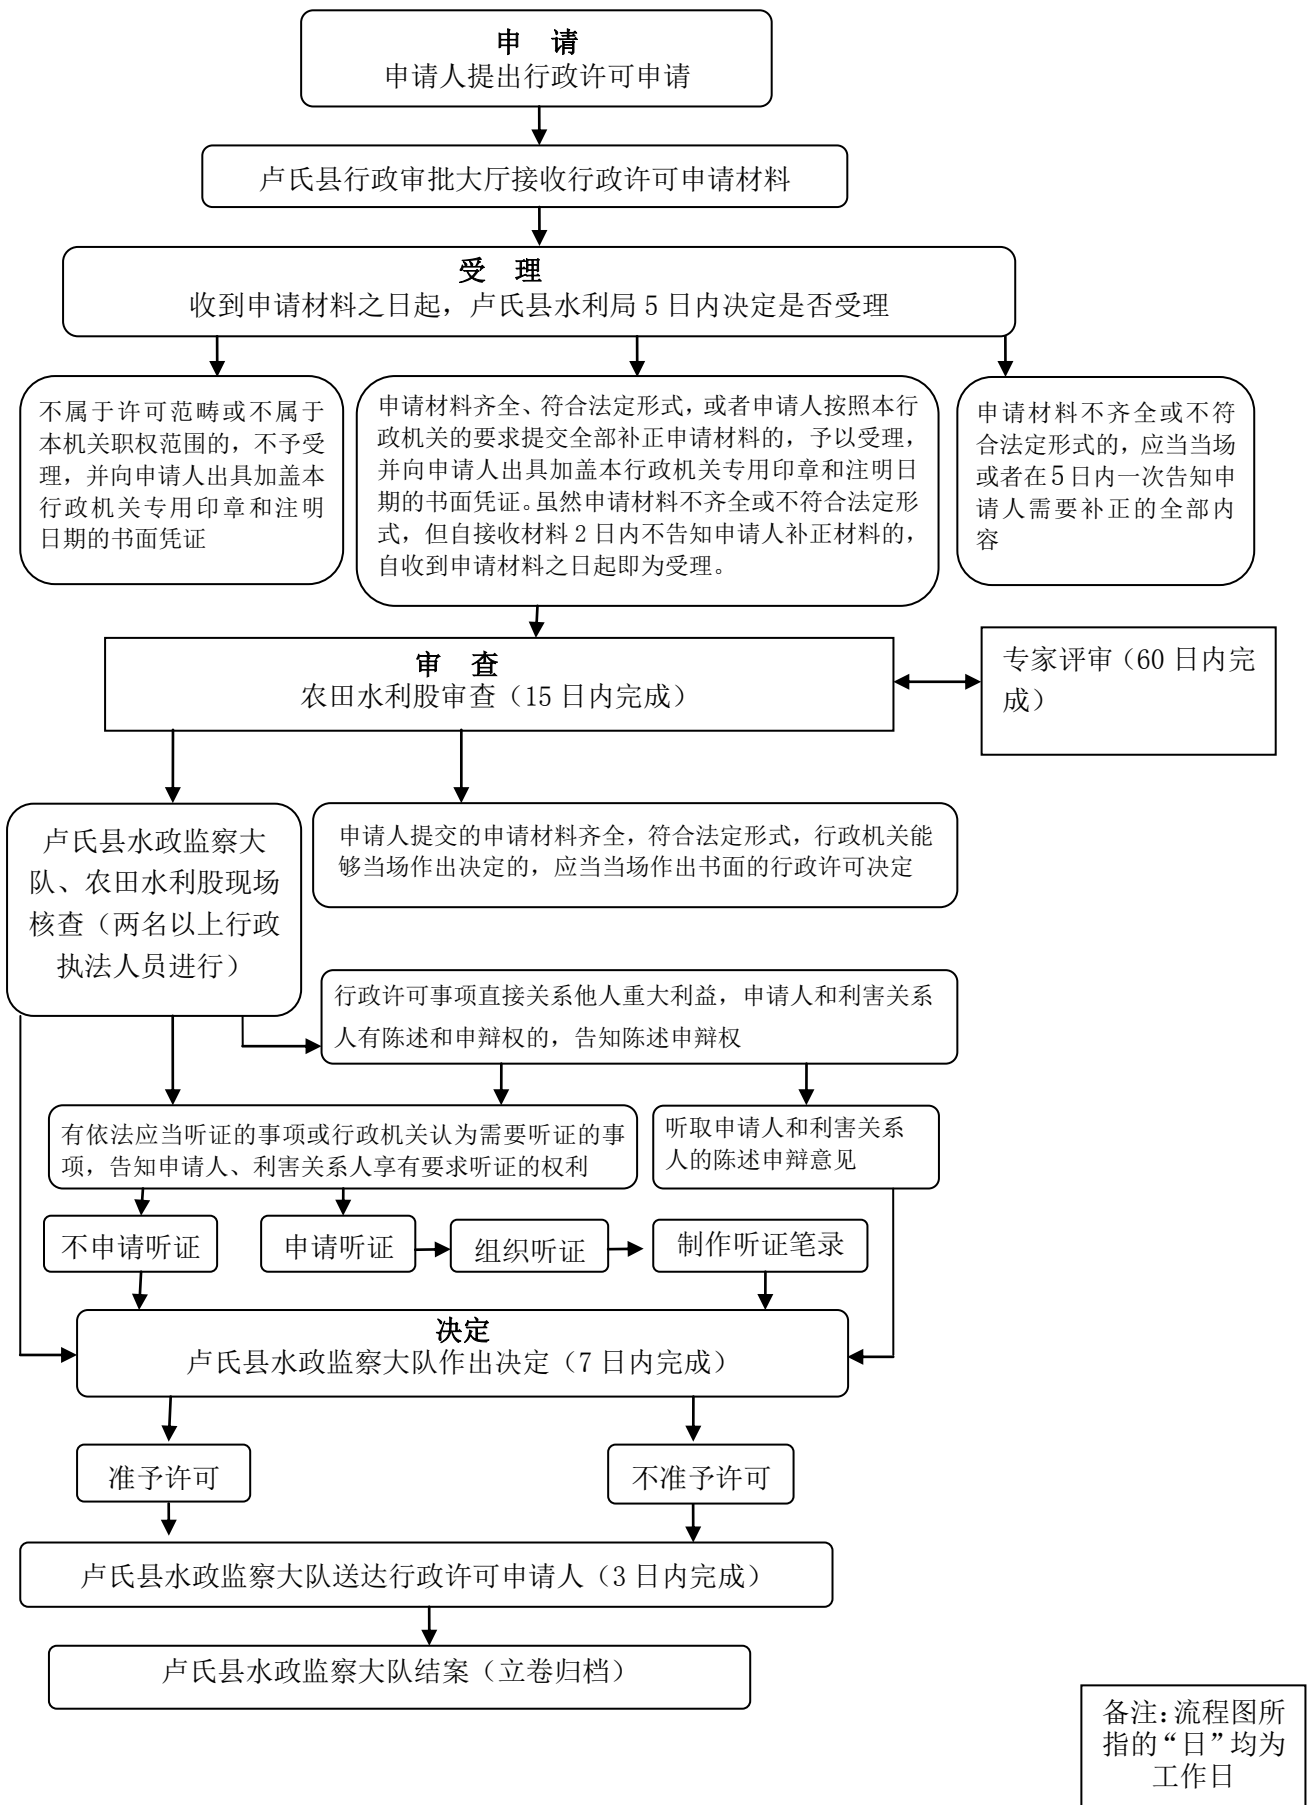 申 请
申请人提出行政许可申请
卢氏县行政审批大厅接收行政许可申请材料
受 理
收到申请材料之日起，卢氏县水利局 5 日内决定是否受理
不属于许可范畴或不属于
本机关职权范围的，不予受
理，并向申请人出具加盖本
行政机关专用印章和注明
日期的书面凭证
申请材料齐全、符合法定形式，或者申请人按照本行
政机关的要求提交全部补正申请材料的，予以受理，
并向申请人出具加盖本行政机关专用印章和注明日
期的书面凭证。虽然申请材料不齐全或不符合法定形
式，但自接收材料 2 日内不告知申请人补正材料的，
自收到申请材料之日起即为受理。
申请材料不齐全或不符
合法定形式的，应当当场
或者在5日内一次告知申
请人需要补正的全部内
容
审 查
农田水利股审查（15 日内完成）
专家评审（60 日内完
成）
卢氏县水政监察大
队、农田水利股现场
核查（两名以上行政
执法人员进行）
申请人提交的申请材料齐全，符合法定形式，行政机关能
够当场作出决定的，应当当场作出书面的行政许可决定
行政许可事项直接关系他人重大利益，申请人和利害关系
人有陈述和申辩权的，告知陈述申辩权
有依法应当听证的事项或行政机关认为需要听证的事
项，告知申请人、利害关系人享有要求听证的权利
听取申请人和利害关系
人的陈述申辩意见
不申请听证
申请听证
组织听证
制作听证笔录
决定
卢氏县水政监察大队作出决定（7 日内完成）
准予许可
不准予许可
卢氏县水政监察大队送达行政许可申请人（3 日内完成）
卢氏县水政监察大队结案（立卷归档）
备注：流程图所
指的“日”均为
工作日